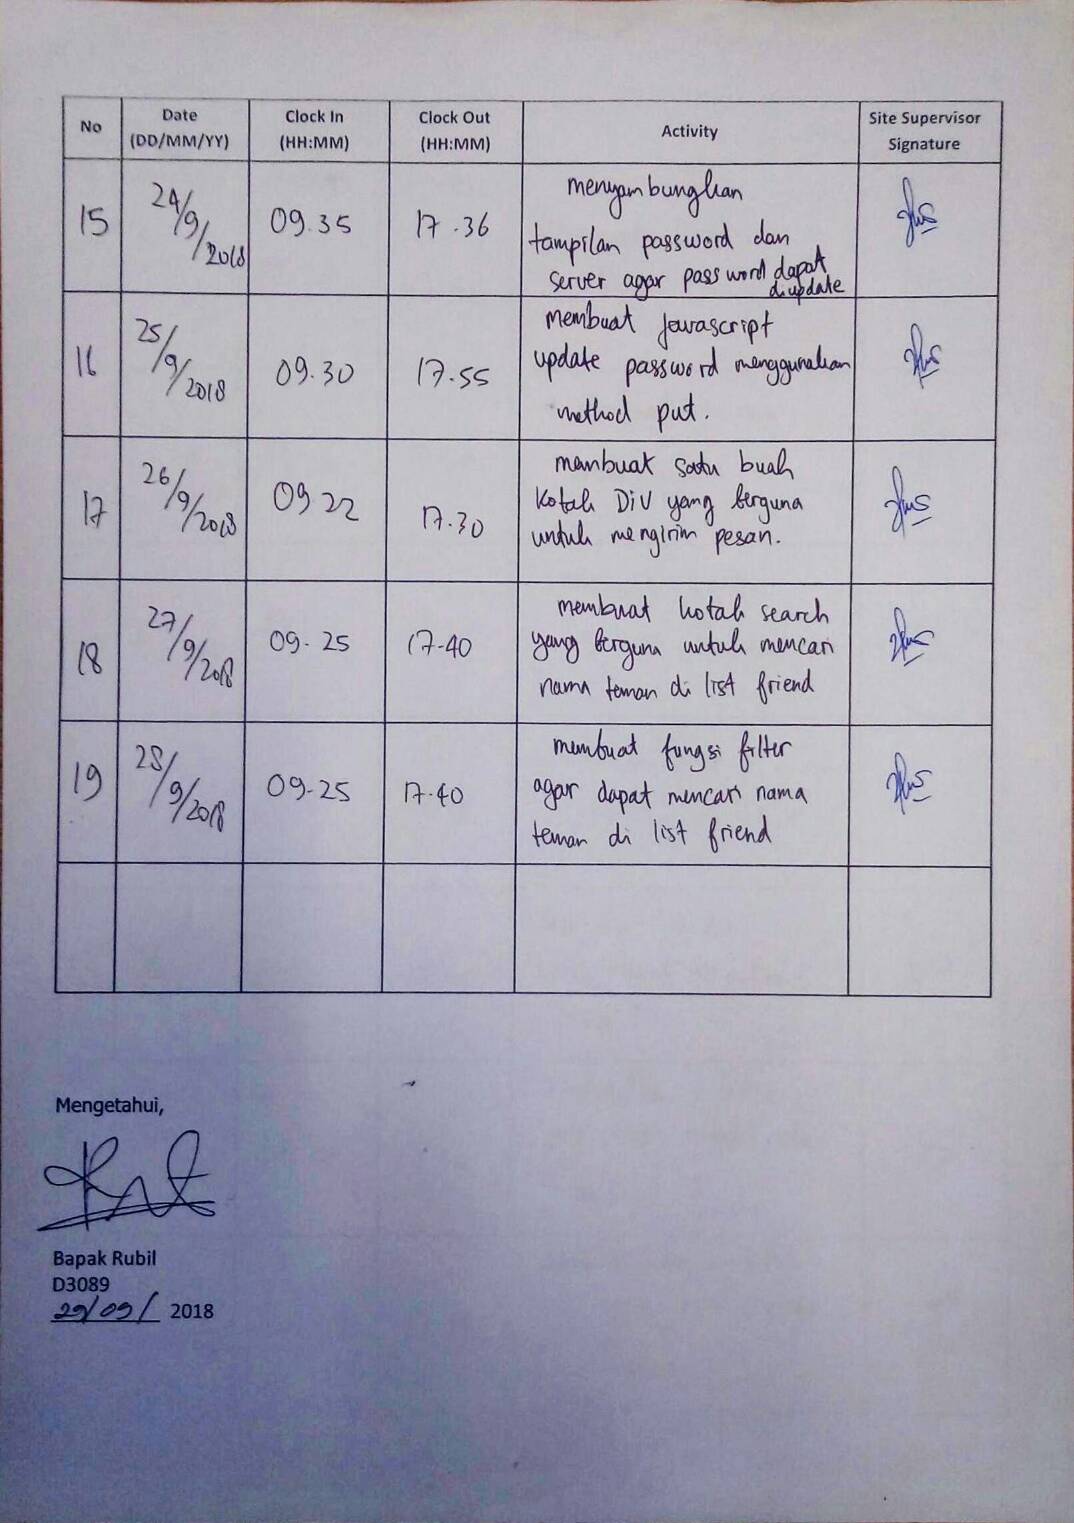 No Date Clock In Clock Out Activity Site Supervisor
(DD/MM/YY) (HH:MM) (HH:MM) Signature
15 24/9/2018 09.35 17.36 menyambungkan
tampilan password dan
server agar password dapat
diupdate
16 25/9/2018 09.30 17.55 membuat javascript
update password menggunakan
method put.
17 26/9/2018 09 22 17.30 membuat satu buah
kotak DiV yang berguna
untuk mengirim pesan.
18 27/9/2018 09.25 17.40 membuat kotak search
yang berguna untuk mencari
nama teman di list friend
19 28/9/2018 09.25 17.40 membuat fungsi filter
agar dapat mencari nama
teman di list friend
Mengetahui,
Bapak Rubil
D3089
29/09/ 2018